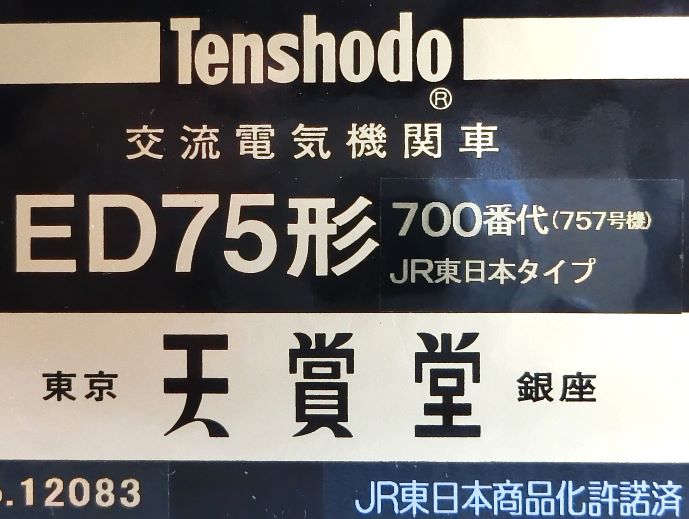 Tenshodo
®
交流電気機関車
ED75形 700番代(757号機)
JR東日本タイプ
東京 天賞堂 銀座
.12083 JR東日本商品化許諾済